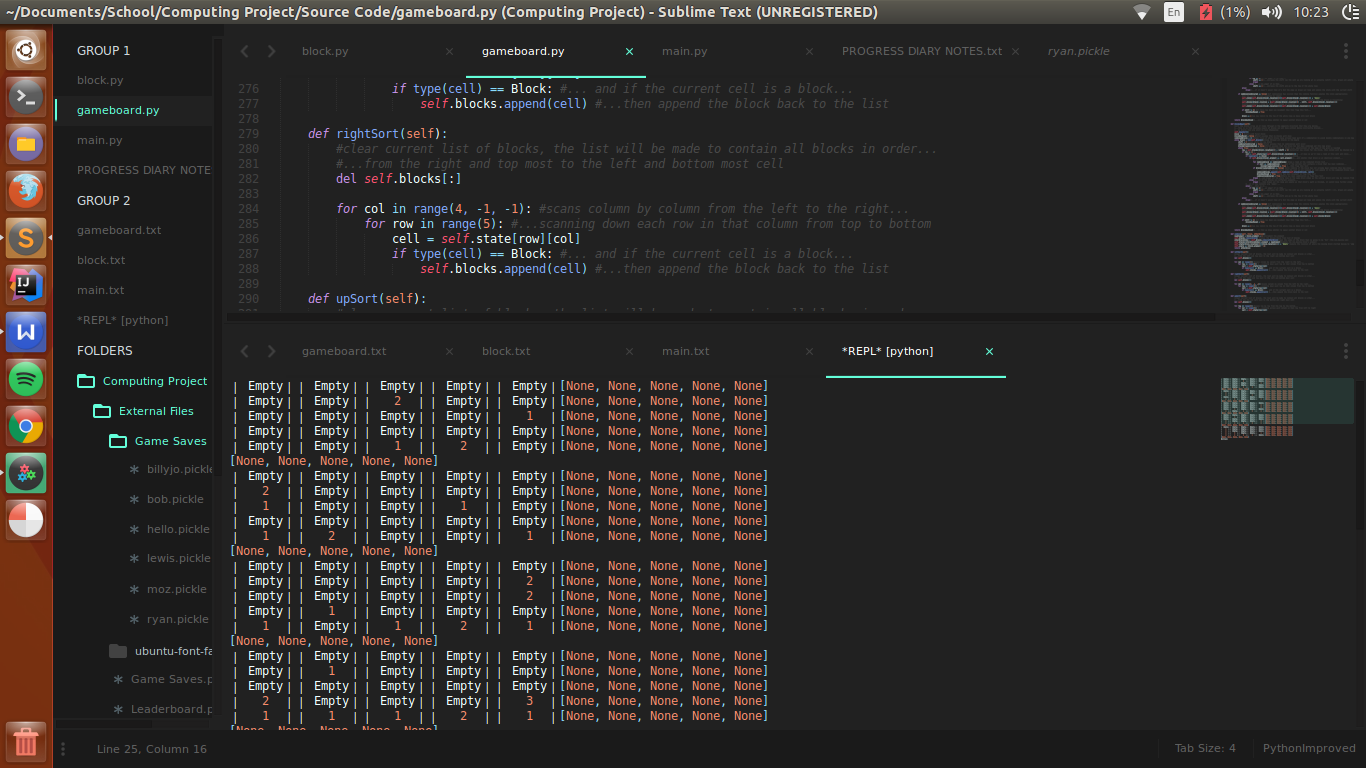 ~/Documents/School/Computing Project/Source Code/gameboard.py (Computing Project) - Sublime Text (UNREGISTERED)
En (1%) 10:23
GROUP 1
block.py
gameboard.py
main.py
PROGRESS DIARY NOTE
GROUP 2
gameboard.txt
block.txt
main.txt
*REPL* [python]
FOLDERS
Computing Project
External Files
Game Saves
billyjo.pickle
bob.pickle
hello.pickle
lewis.pickle
moz.pickle
ryan.pickle
ubuntu-font-fa
Game Saves.p
Leaderboard.p
block.py × gameboard.py × main.py × PROGRESS DIARY NOTES.txt × ryan.pickle ×
276 if type(cell) == Block: #... and if the current cell is a block...
277 self.blocks.append(cell) #...then append the block back to the list
278
279 def rightSort(self):
280 #clear current list of blocks, the list will be made to contain all blocks in order...
281 #...from the right and top most to the left and bottom most cell
282 del self.blocks[:]
283
284 for col in range(4, -1, -1): #scans column by column from the left to the right...
285 for row in range(5): #...scanning down each row in that column from top to bottom
286 cell = self.state[row][col]
287 if type(cell) == Block: #... and if the current cell is a block...
288 self.blocks.append(cell) #...then append the block back to the list
289
290 def upSort(self):
gameboard.txt × block.txt × main.txt × *REPL* [python] ×
| Empty | | Empty | | Empty | | Empty | | Empty | [None, None, None, None, None]
| Empty | | Empty | | 2 | | Empty | | Empty | [None, None, None, None, None]
| Empty | | Empty | | Empty | | Empty | | 1 | [None, None, None, None, None]
| Empty | | Empty | | Empty | | Empty | | Empty | [None, None, None, None, None]
| Empty | | Empty | | 1 | | 2 | | Empty | [None, None, None, None, None]
[None, None, None, None, None]
| Empty | | Empty | | Empty | | Empty | | Empty | [None, None, None, None, None]
| 2 | | Empty | | Empty | | Empty | | Empty | [None, None, None, None, None]
| 1 | | Empty | | Empty | | 1 | | Empty | [None, None, None, None, None]
| Empty | | Empty | | Empty | | Empty | | Empty | [None, None, None, None, None]
| 1 | | 2 | | Empty | | Empty | | 1 | [None, None, None, None, None]
[None, None, None, None, None]
| Empty | | Empty | | Empty | | Empty | | Empty | [None, None, None, None, None]
| Empty | | Empty | | Empty | | Empty | | 2 | [None, None, None, None, None]
| Empty | | Empty | | Empty | | Empty | | 2 | [None, None, None, None, None]
| Empty | | 1 | | Empty | | Empty | | Empty | [None, None, None, None, None]
| 1 | | Empty | | 1 | | 2 | | 1 | [None, None, None, None, None]
[None, None, None, None, None]
| Empty | | Empty | | Empty | | Empty | | Empty | [None, None, None, None, None]
| Empty | | 1 | | Empty | | Empty | | Empty | [None, None, None, None, None]
| Empty | | Empty | | Empty | | Empty | | Empty | [None, None, None, None, None]
| 2 | | Empty | | Empty | | Empty | | 3 | [None, None, None, None, None]
| 1 | | 1 | | 1 | | 2 | | 1 | [None, None, None, None, None]
[None, None, None, None, None]
Line 25, Column 16
Tab Size: 4 PythonImproved